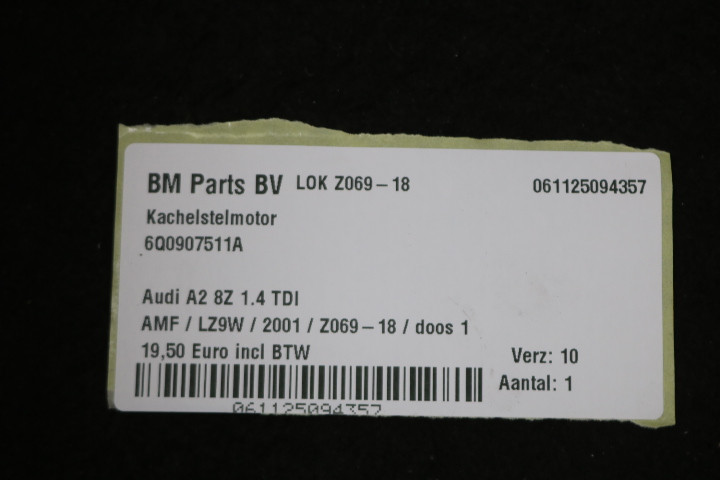 BM Parts BV LOK Z069-18 061125094357
Kachelstelmotor
6Q0907511A
Audi A2 8Z 1.4 TDI
AMF / LZ9W / 2001 / Z069-18 / doos 1
19,50 Euro incl BTW Verz: 10
Aantal: 1
061125094357